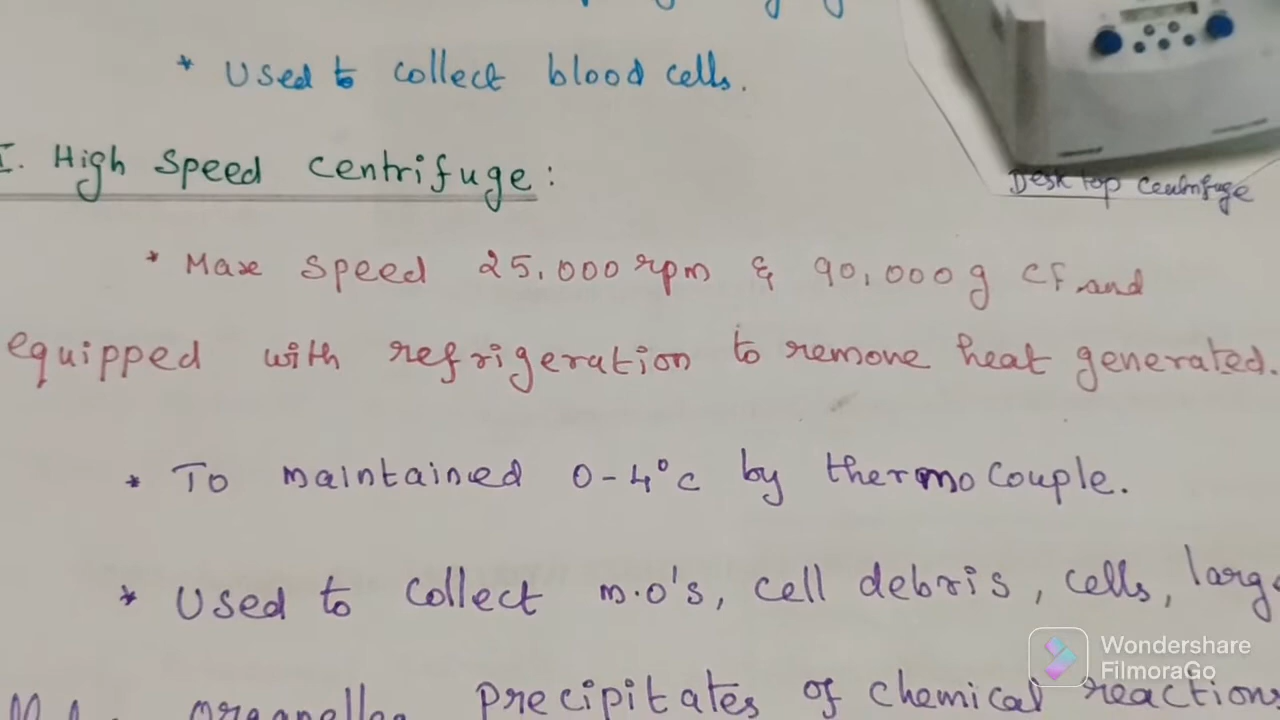 * Used to collect blood cells.
I. High Speed centrifuge:
Desk top Centrifuge
* Max speed 25,000 rpm & 90,000 g CF and
equipped with refrigeration to remove heat generated.
* To maintained 0-4°c by thermo couple.
* Used to collect m.o's, cell debris, cells, large
organelles precipitates of chemical reactions
Wondershare
FilmoraGo